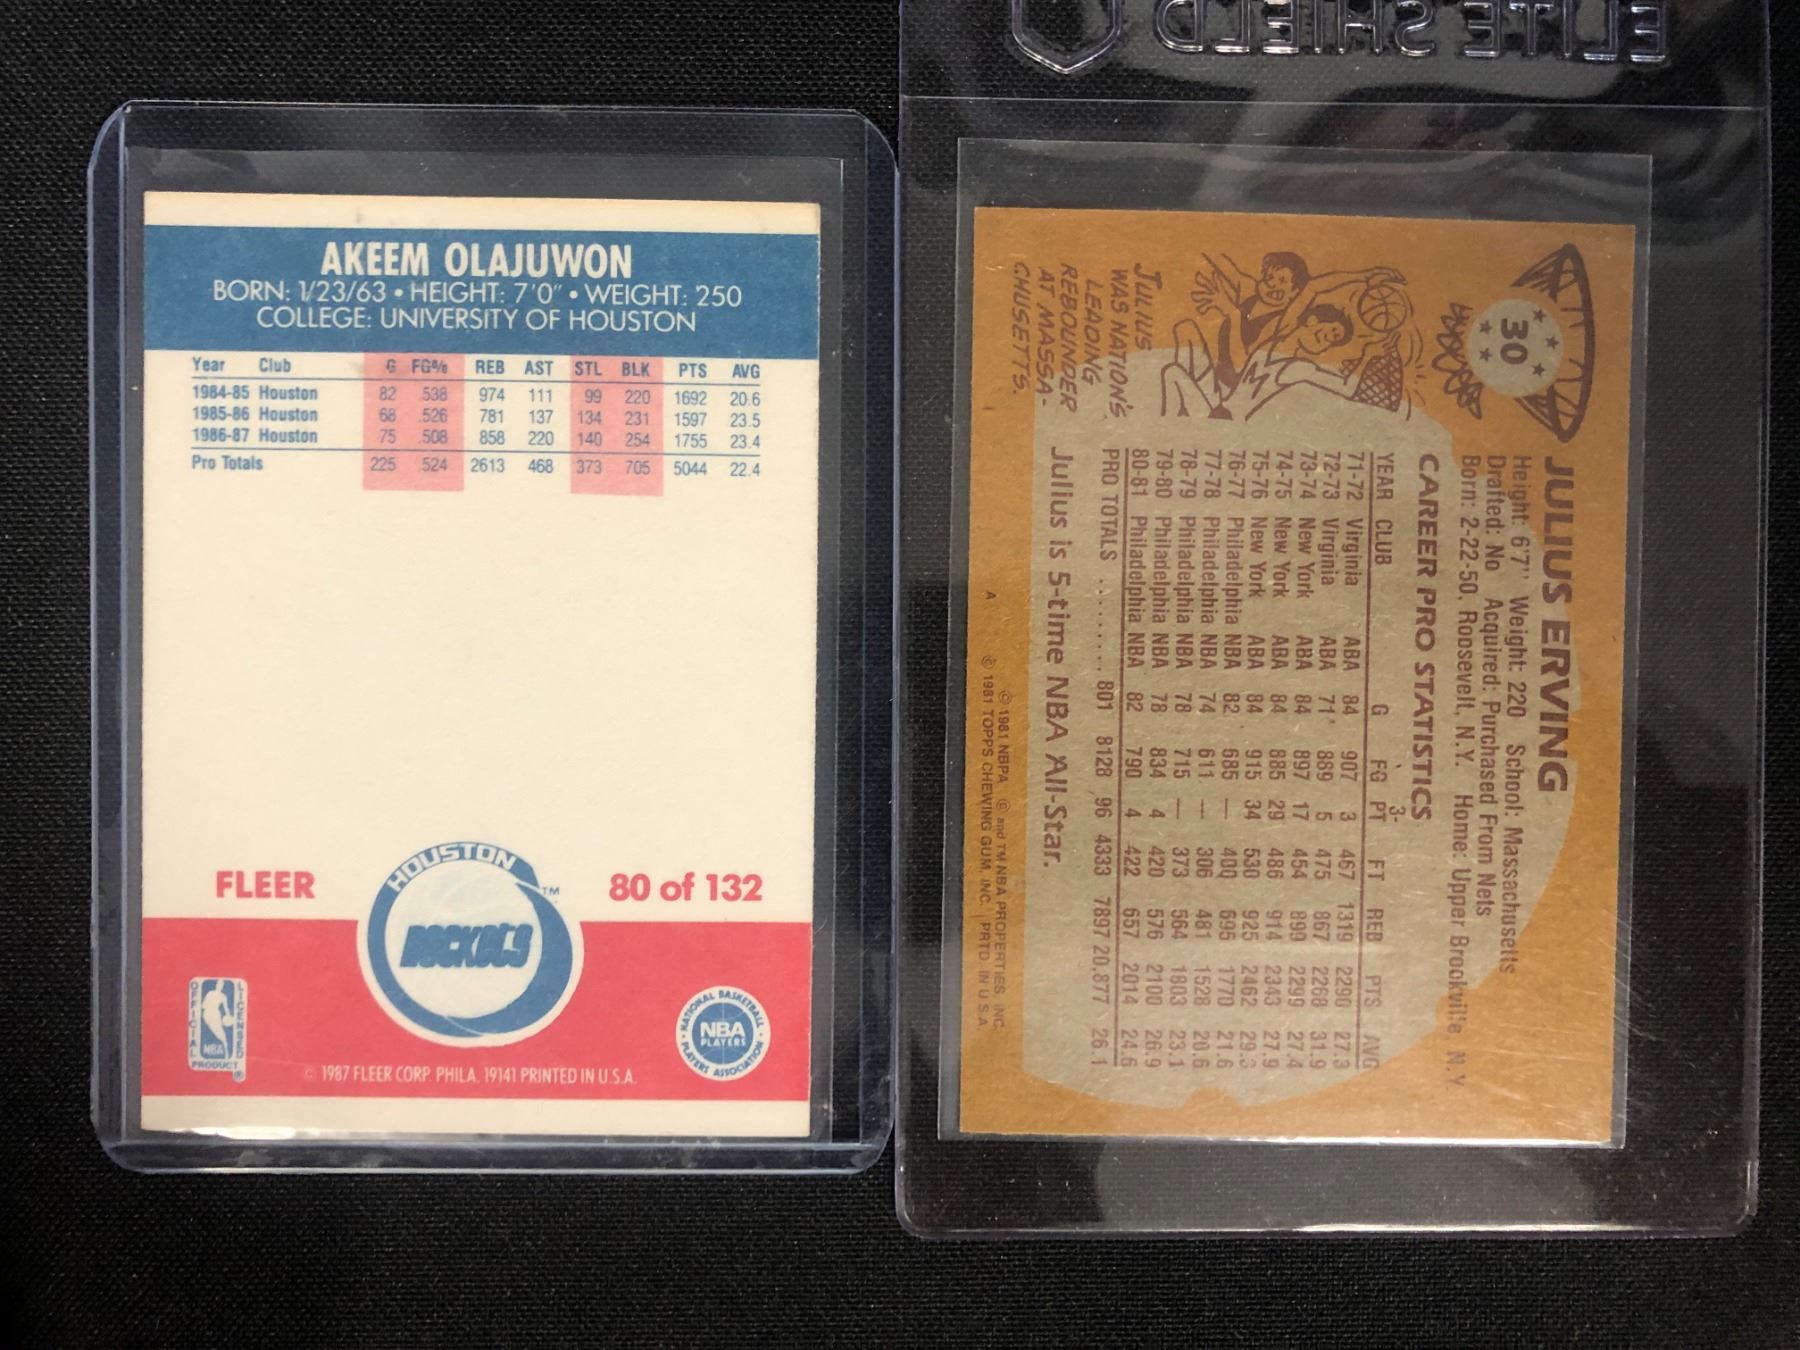 ELITE SHIELD
AKEEM OLAJUWON
BORN: 1/23/63 • HEIGHT: 7'0" • WEIGHT: 250
COLLEGE: UNIVERSITY OF HOUSTON
Year Club G FG% REB AST STL BLK PTS AVG
1984-85 Houston 82 .538 974 111 99 220 1692 20.6
1985-86 Houston 68 .526 781 137 134 231 1597 23.5
1986-87 Houston 75 .508 858 220 140 254 1755 23.4
Pro Totals 225 .524 2613 468 373 705 5044 22.4
FLEER
HOUSTON
ROCKETS
TM
80 of 132
OFFICIAL
LICENSED
NBA
PRODUCT
®
NATIONAL BASKETBALL
NBA
PLAYERS
PLAYERS ASSOCIATION
© 1987 FLEER CORP. PHILA. 19141 PRINTED IN U.S.A.
30
JULIUS ERVING
Height: 6'7" Weight: 220 School: Massachusetts
Drafted: No Acquired: Purchased From Nets
Born: 2-22-50, Roosevelt, N.Y. Home: Upper Brookville, N.Y.
CAREER PRO STATISTICS
YEAR CLUB G FG 3-PT FT REB PTS AVG
71-72 Virginia ABA 84 907 3 467 1319 2290 27.3
72-73 Virginia ABA 71 889 5 475 867 2268 31.9
73-74 New York ABA 84 897 17 454 899 2299 27.4
74-75 New York ABA 84 885 29 486 914 2343 27.9
75-76 New York ABA 84 915 34 530 925 2462 29.3
76-77 Philadelphia NBA 82 685 — 400 695 1770 21.6
77-78 Philadelphia NBA 74 611 — 306 481 1528 20.6
78-79 Philadelphia NBA 78 715 — 373 564 1803 23.1
79-80 Philadelphia NBA 78 834 4 420 576 2100 26.9
80-81 Philadelphia NBA 82 790 4 422 657 2014 24.6
PRO TOTALS ........ 801 8128 96 4333 7897 20,877 26.1
Julius is 5-time NBA All-Star.
JULIUS
WAS NATION'S
LEADING
REBOUNDER
AT MASSA-
CHUSETTS.
© 1981 NBPA © and TM NBA PROPERTIES, INC.
A © 1981 TOPPS CHEWING GUM, INC. PRTD. IN U.S.A.